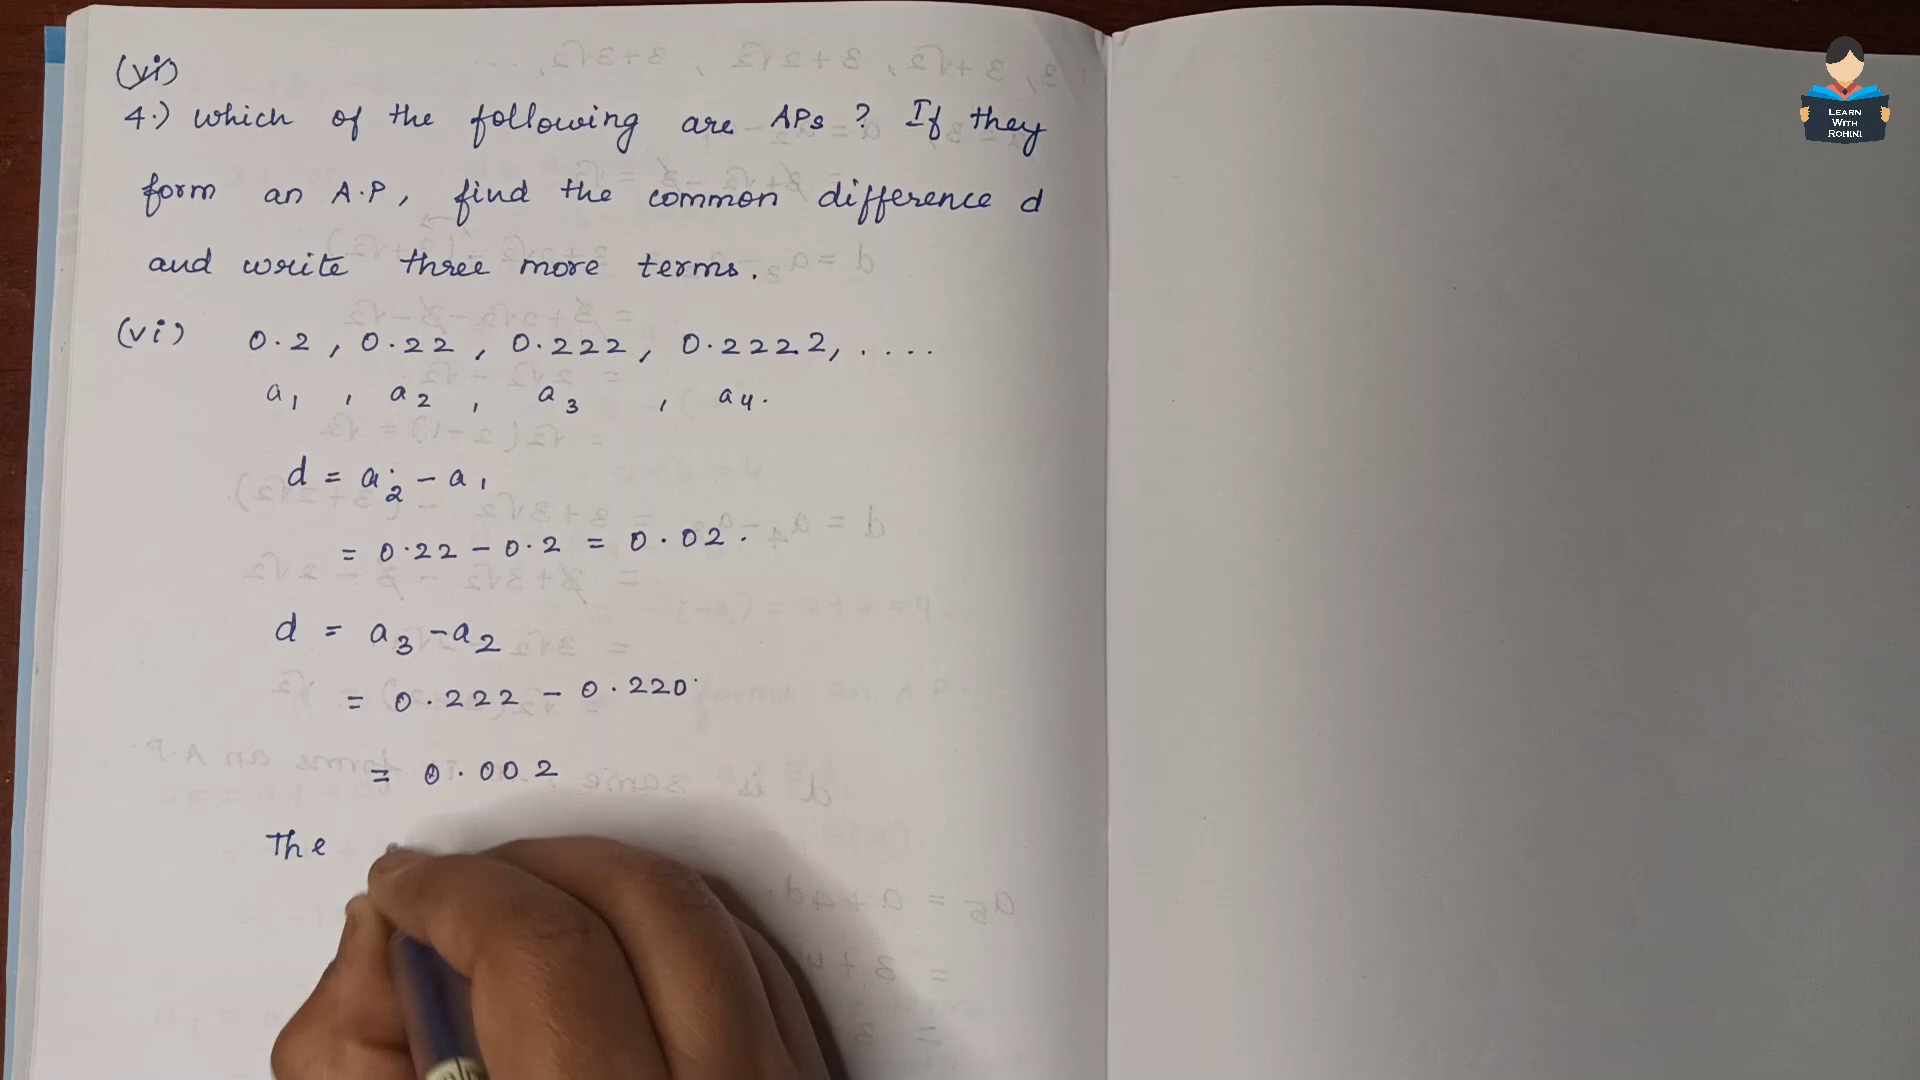 (vi)
4.) which of the following are APs ? If they
form an A.P, find the common difference d
and write three more terms.
(vi) 0.2 , 0.22 , 0.222 , 0.2222, ....
a1 , a2 , a3 , a4.
d = a2 - a1
= 0.22 - 0.2 = 0.02.
d = a3 - a2
= 0.222 - 0.220
= 0.002
The
LEARN
WITH
ROHINI